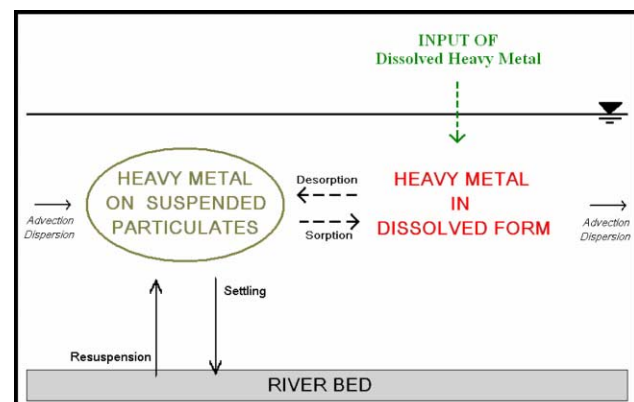 INPUT OF
Dissolved Heavy Metal
HEAVY METAL
ON SUSPENDED
PARTICULATES
Desorption
Sorption
HEAVY METAL
IN
DISSOLVED FORM
Advection
Dispersion
Advection
Dispersion
Settling
Resuspension
RIVER BED